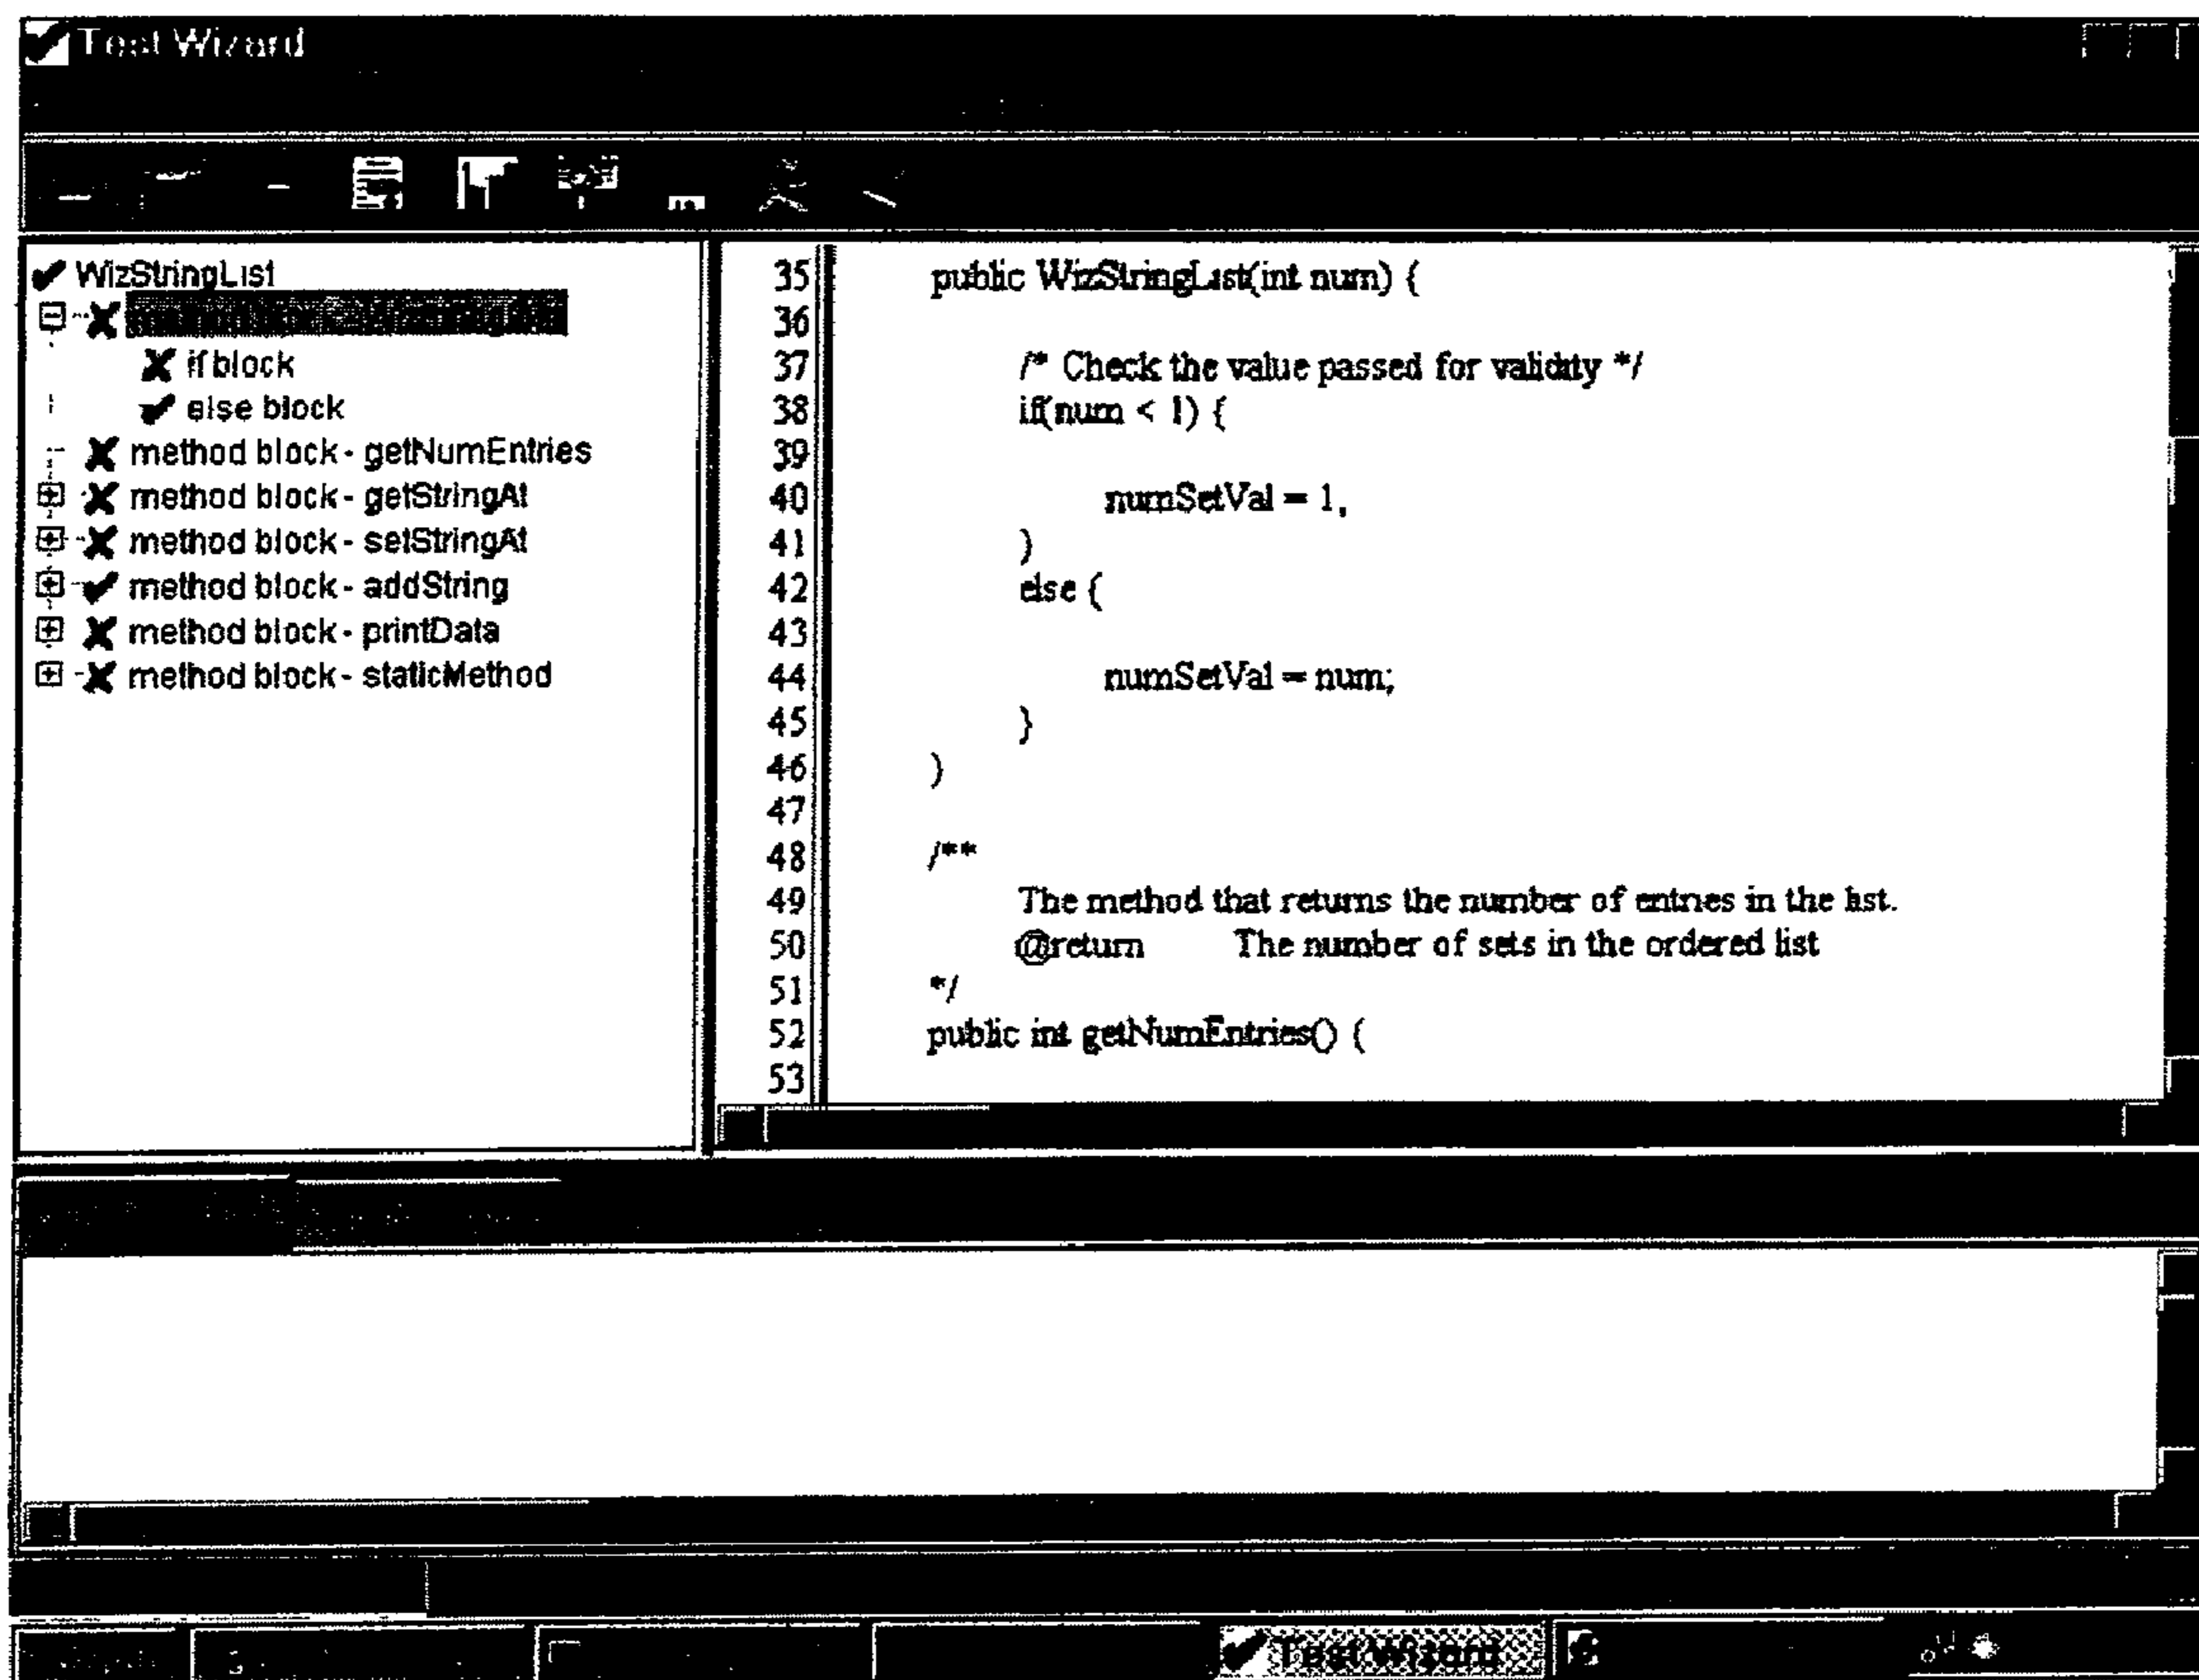 Test Wizard
WizStringList
if block
else block
method block - getNumEntries
method block - getStringAt
method block - setStringAt
method block - addString
method block - printData
method block - staticMethod
35 public WizStringList(int num) {
36
37 /* Check the value passed for validity */
38 if(num < 1) {
39
40 numSetVal = 1;
41 }
42 else {
43
44 numSetVal = num;
45 }
46 }
47
48 /**
49 The method that returns the number of entries in the list.
50 @return The number of sets in the ordered list
51 */
52 public int getNumEntries() {
53
Test Wizard